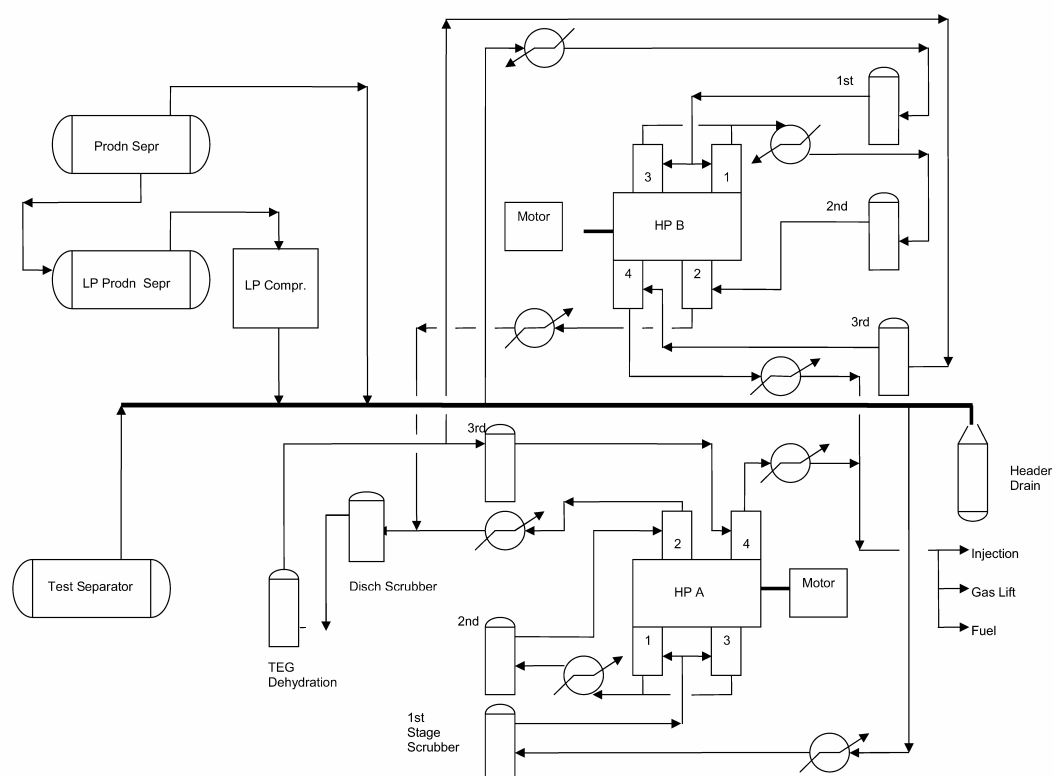 1st
Prodn Sepr
3
1
Motor
HP B
2nd
LP Prodn  Sepr
LP Compr.
4
2
3rd
3rd
Header
Drain
2
4
Injection
Test Separator
Disch Scrubber
HP A
Motor
Gas Lift
2nd
1
3
Fuel
TEG
Dehydration
1st
Stage
Scrubber